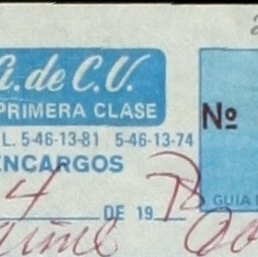 A. de C.V.
PRIMERA CLASE
Nº
L. 5-46-13-81 5-46-13-74
ENCARGOS
4
GUIA
DE 19